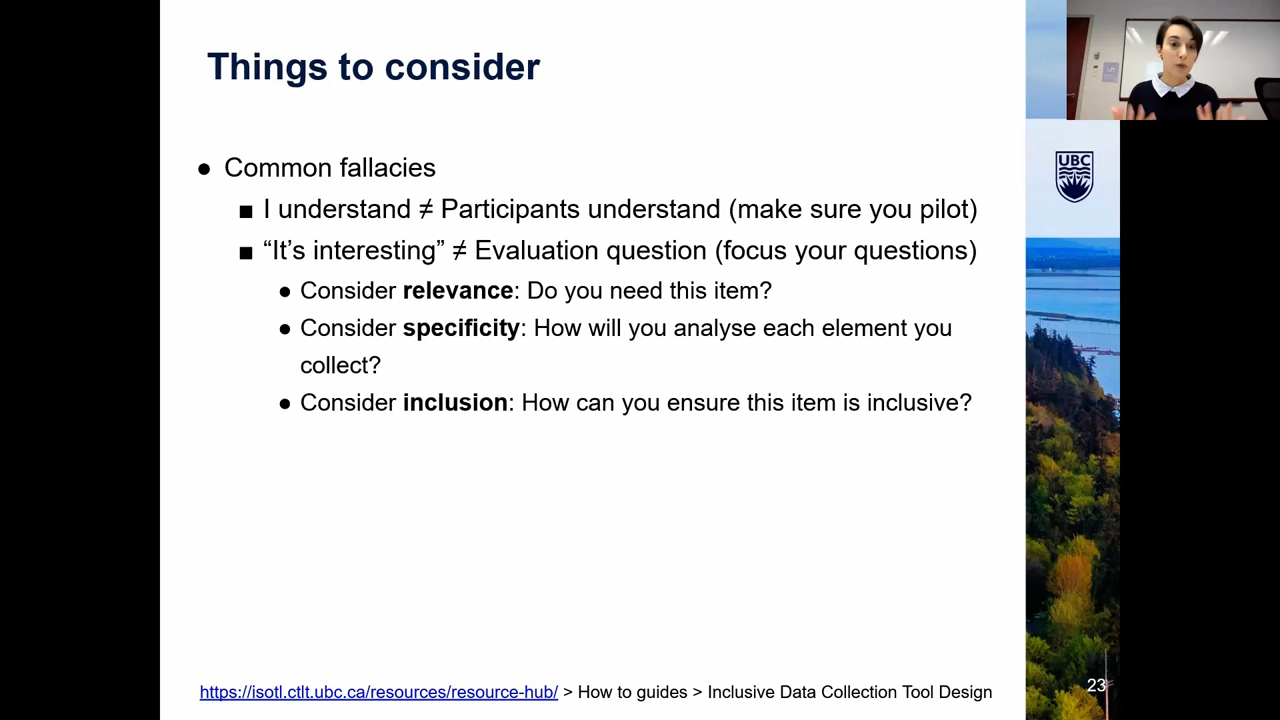 Things to consider
● Common fallacies
■ I understand ≠ Participants understand (make sure you pilot)
■ “It’s interesting” ≠ Evaluation question (focus your questions)
● Consider relevance: Do you need this item?
● Consider specificity: How will you analyse each element you
collect?
● Consider inclusion: How can you ensure this item is inclusive?
https://isotl.ctlt.ubc.ca/resources/resource-hub/ > How to guides > Inclusive Data Collection Tool Design
UBC
23